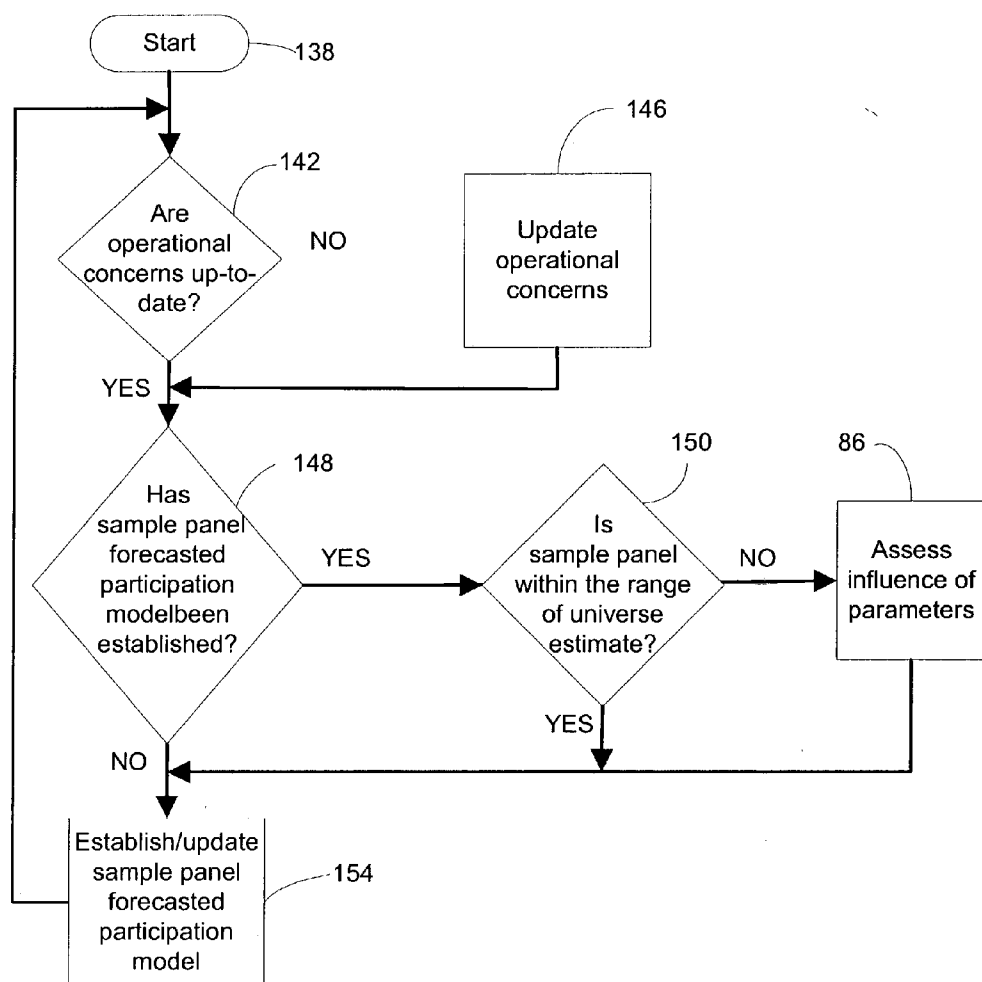 Start
138
146
142
Are
operational
concerns up-to-
date?
NO
Update
operational
concerns
YES
148
150
86
Has
sample panel
forecasted
participation
modelbeen
established?
YES
Is
sample panel
within the range
of universe
estimate?
NO
Assess
influence of
parameters
YES
NO
Establish/update
sample panel
forecasted
participation
model
154